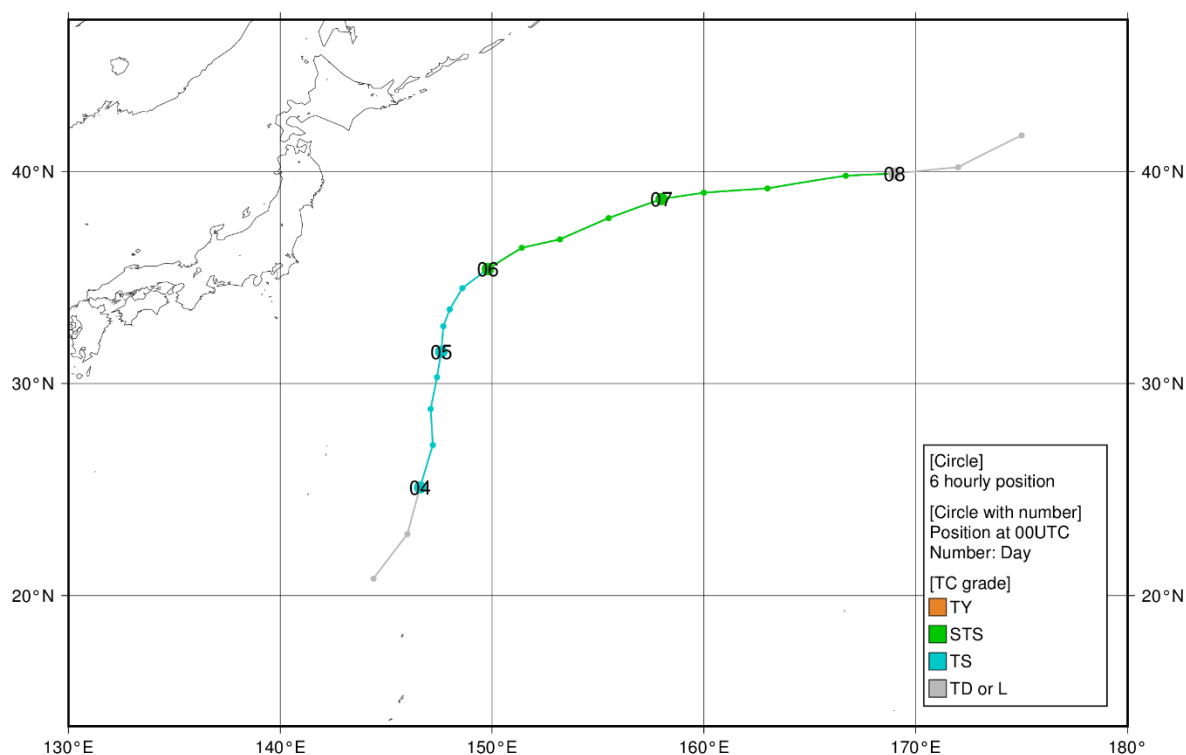 08
40°N
40°N
07
06
05
30°N
30°N
04
[Circle]
6 hourly position
[Circle with number]
Position at 00UTC
Number: Day
[TC grade]
TY
STS
TS
TD or L
20°N
20°N
130°E
140°E
150°E
160°E
170°E
180°